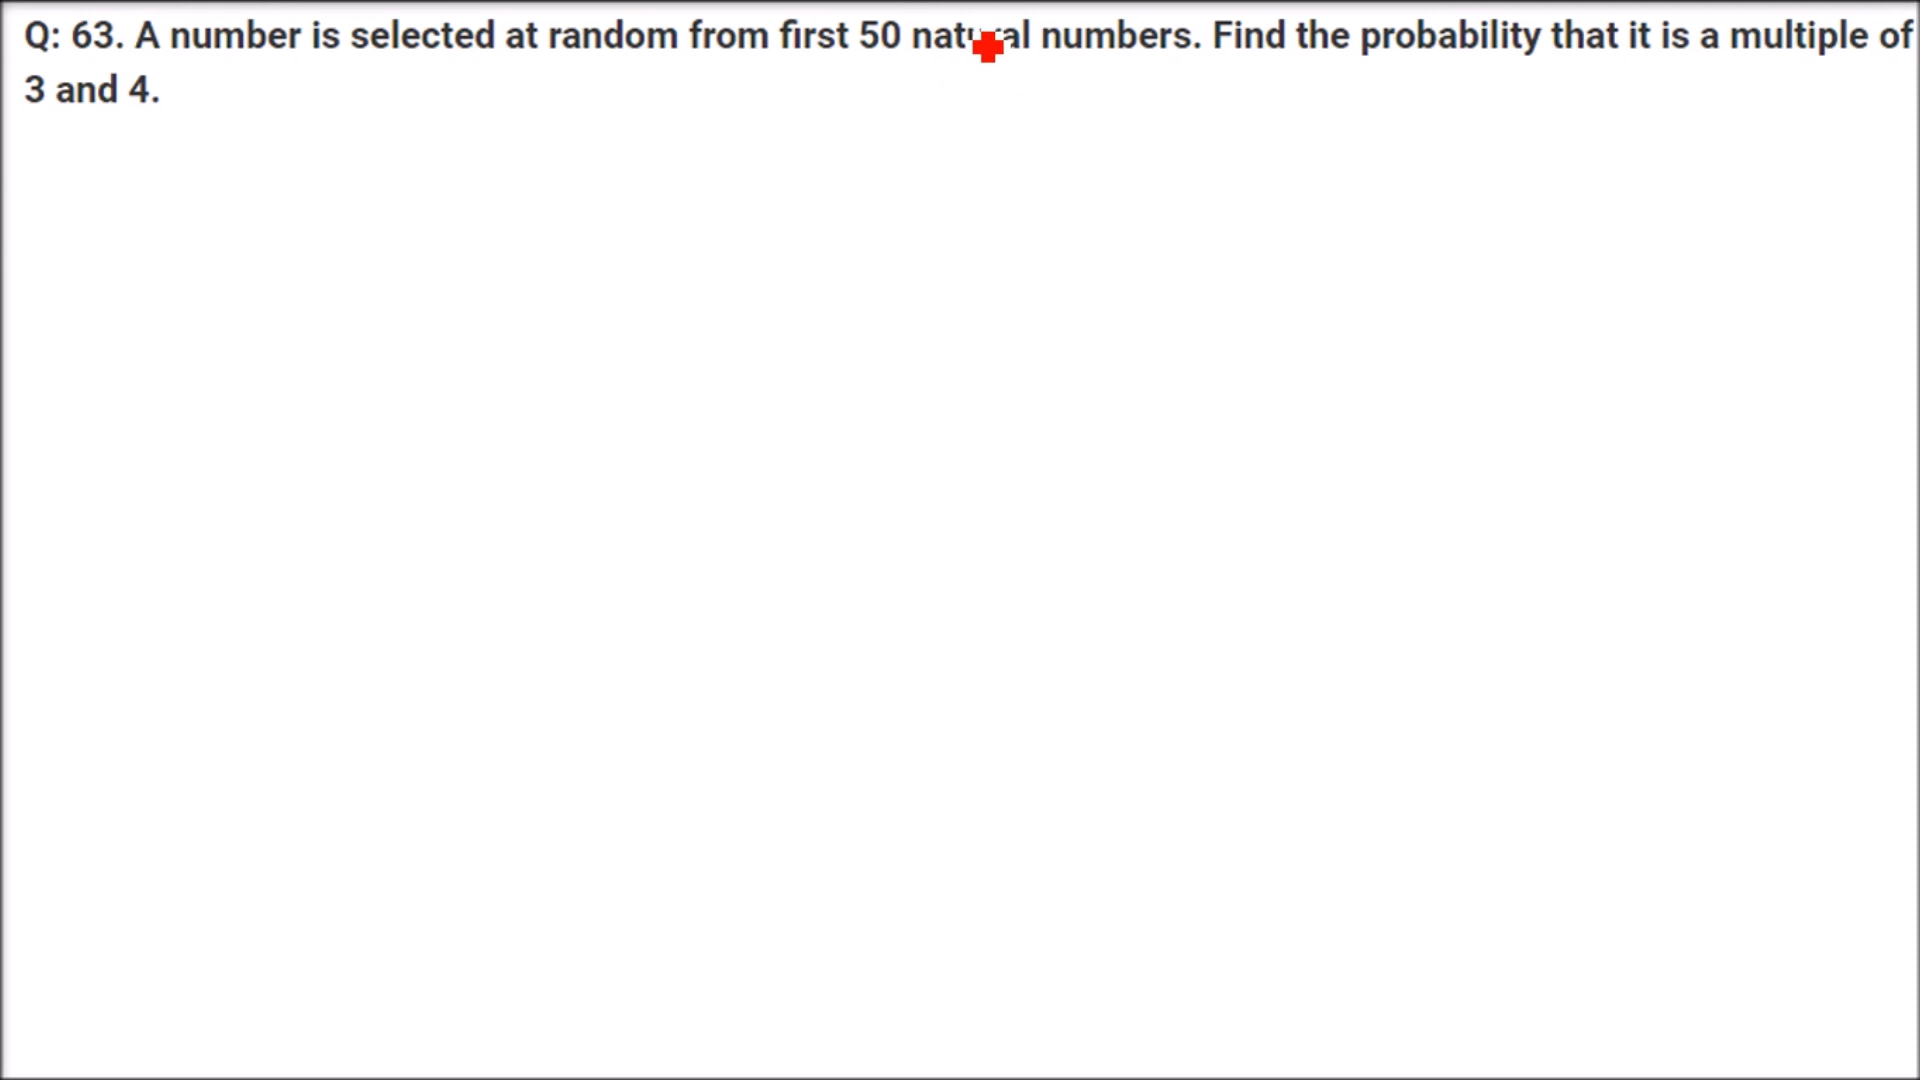 Q: 63. A number is selected at random from first 50 natural numbers. Find the probability that it is a multiple of
3 and 4.